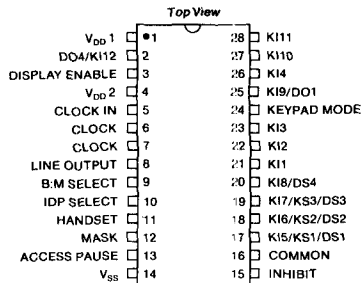 Top View
V_DD 1 1 28 KI11
DO4/KI12 2 27 KI10
DISPLAY ENABLE 3 26 KI4
V_DD 2 4 25 KI9/DO1
CLOCK IN 5 24 KEYPAD MODE
CLOCK 6 23 KI3
CLOCK 7 22 KI2
LINE OUTPUT 8 21 KI1
B:M SELECT 9 20 KI8/DS4
IDP SELECT 10 19 KI7/KS3/DS3
HANDSET 11 18 KI6/KS2/DS2
MASK 12 17 KI5/KS1/DS1
ACCESS PAUSE 13 16 COMMON
V_SS 14 15 INHIBIT